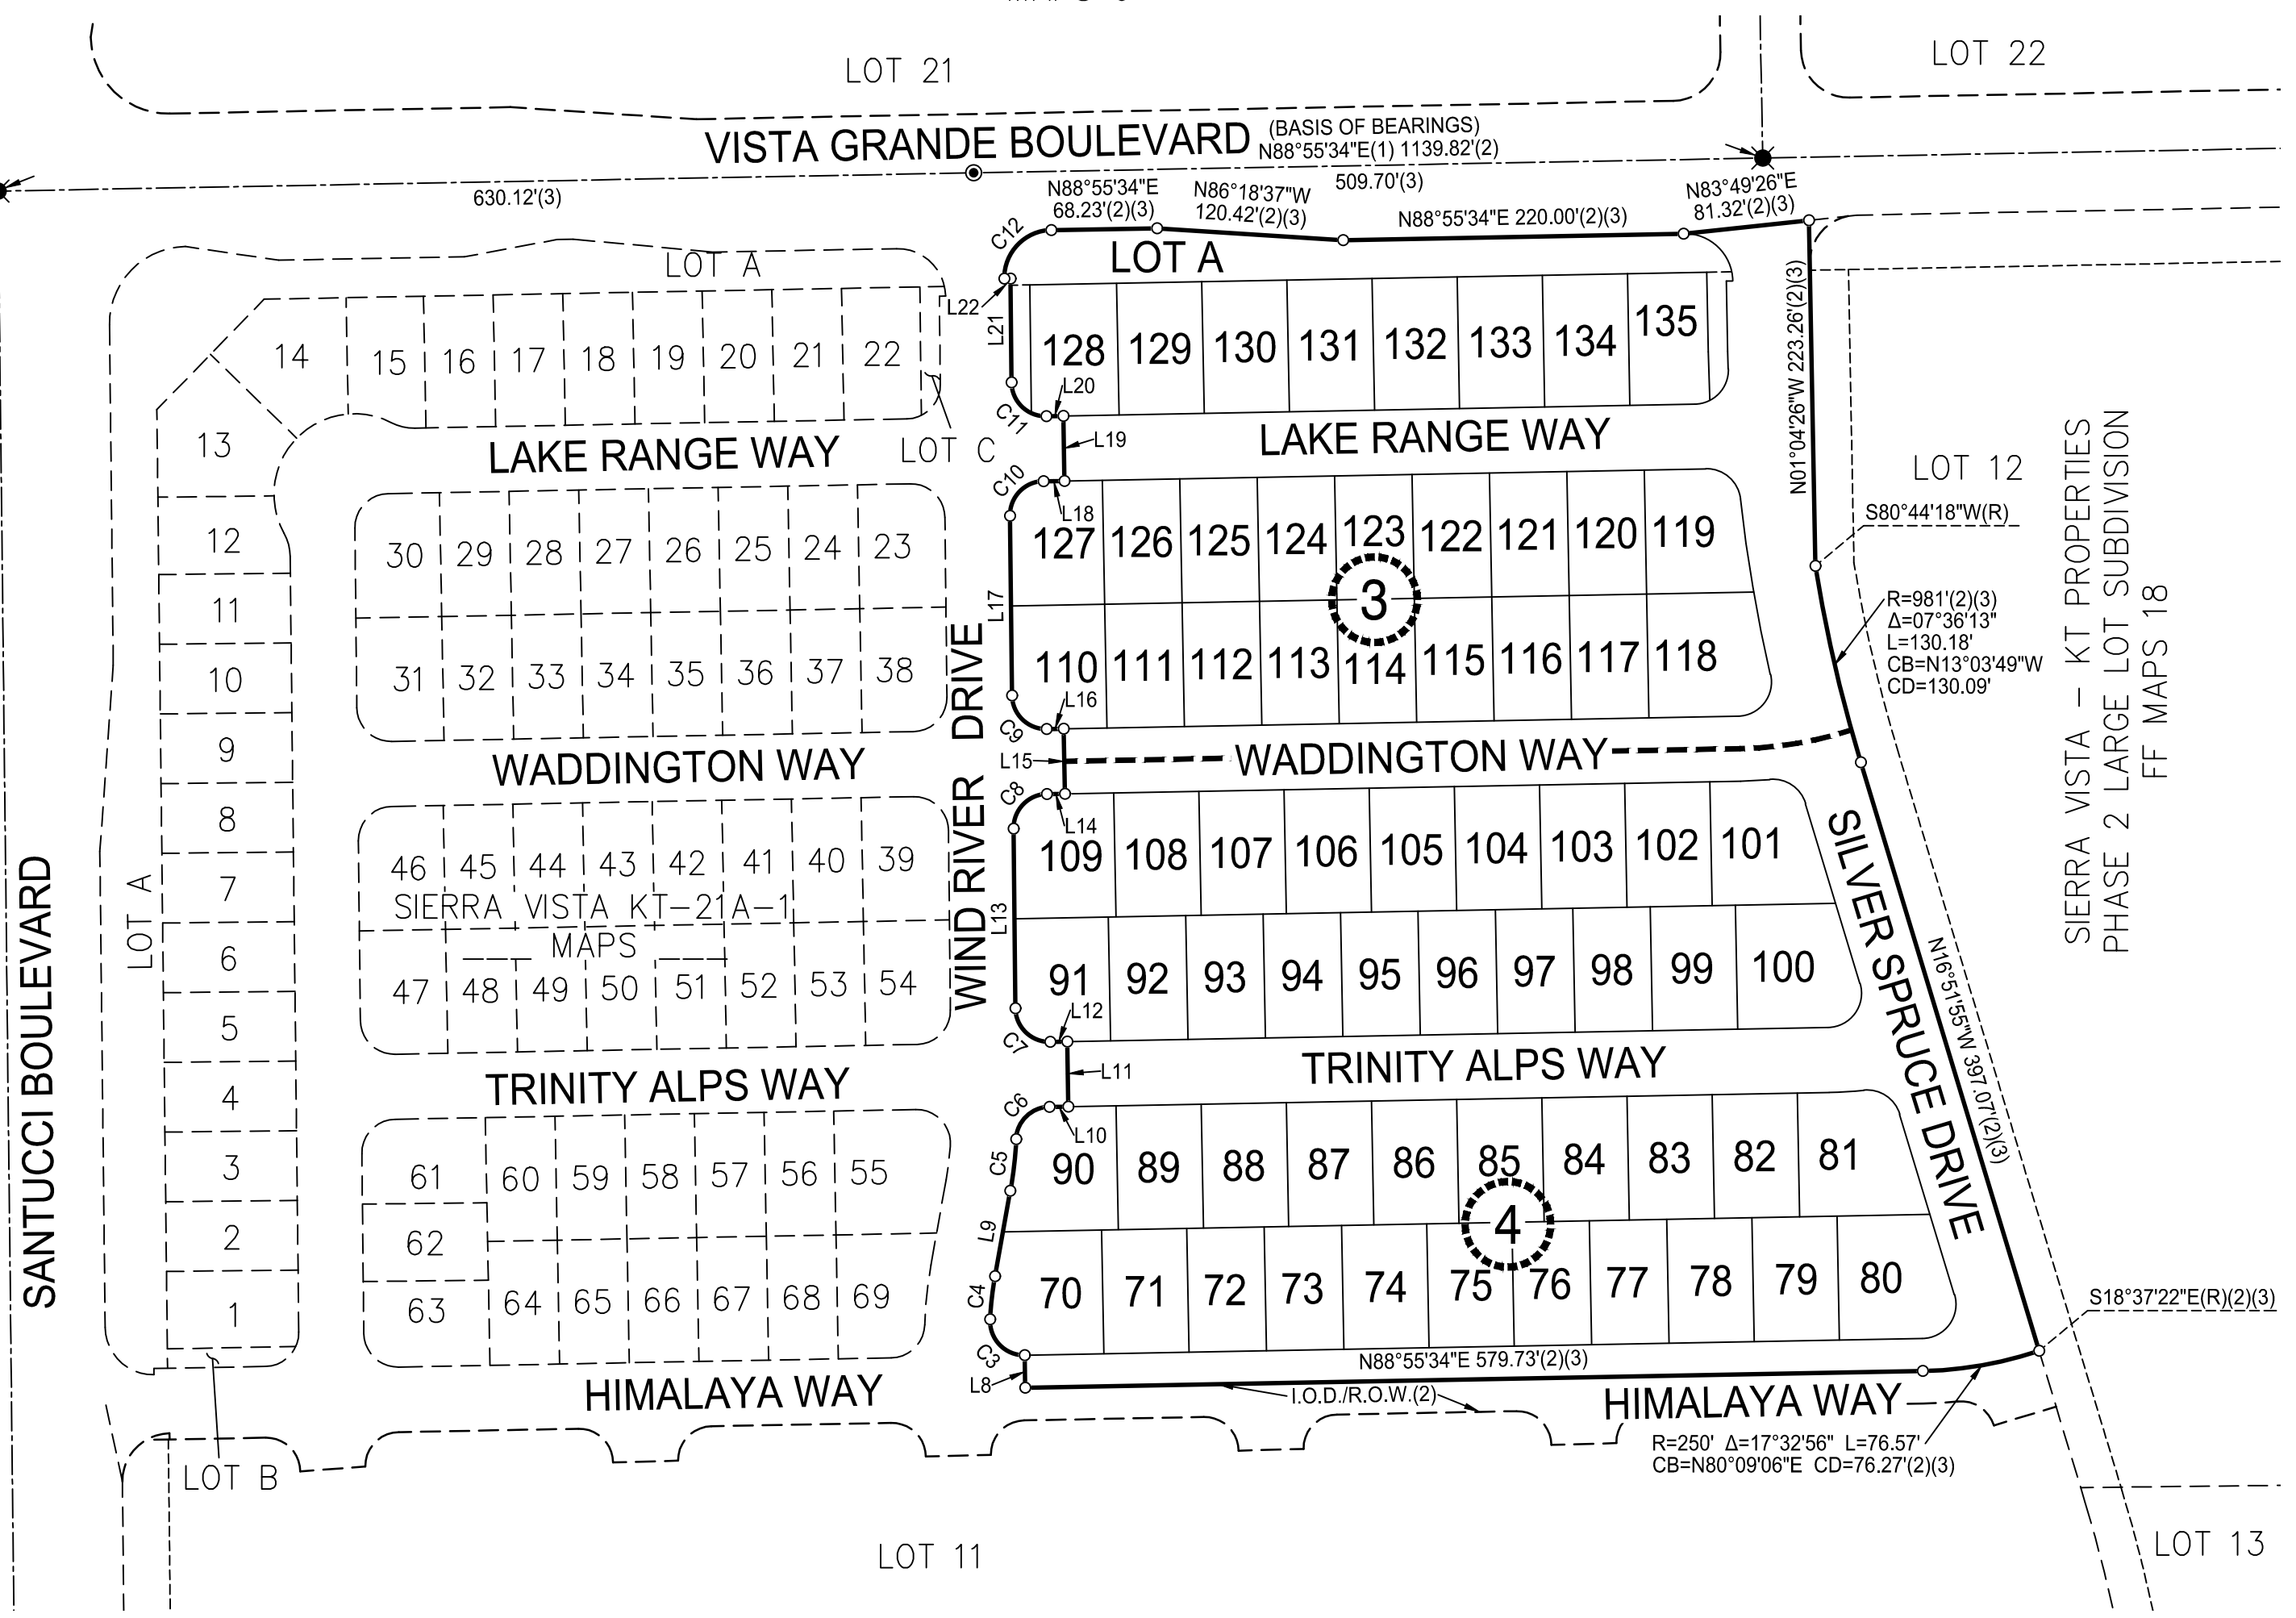 LOT 21
LOT 22
VISTA GRANDE BOULEVARD
(BASIS OF BEARINGS)
N88°55'34"E(1) 1139.82'(2)
630.12'(3)
509.70'(3)
N88°55'34"E
68.23'(2)(3)
N86°18'37"W
120.42'(2)(3)
N88°55'34"E 220.00'(2)(3)
N83°49'26"E
81.32'(2)(3)
C12
LOT A
LOT A
L22
L21
14
15
16
17
18
19
20
21
22
128
129
130
131
132
133
134
135
N01°04'26"W 223.26'(2)(3)
L20
C11
13
LAKE RANGE WAY
LOT C
L19
LAKE RANGE WAY
LOT 12
SIERRA VISTA - KT PROPERTIES
PHASE 2 LARGE LOT SUBDIVISION
FF MAPS 18
C10
L18
S80°44'18"W(R)
12
30
29
28
27
26
25
24
23
127
126
125
124
123
122
121
120
119
11
L17
3
R=981'(2)(3)
Δ=07°36'13"
L=130.18'
CB=N13°03'49"W
CD=130.09'
10
31
32
33
34
35
36
37
38
110
111
112
113
114
115
116
117
118
WIND RIVER DRIVE
L16
C9
9
WADDINGTON WAY
L15
WADDINGTON WAY
C8
L14
8
46
45
44
43
42
41
40
39
109
108
107
106
105
104
103
102
101
SILVER SPRUCE DRIVE
SANTUCCI BOULEVARD
LOT A
7
SIERRA VISTA KT-21A-1
___ MAPS ___
L13
6
47
48
49
50
51
52
53
54
91
92
93
94
95
96
97
98
99
100
N16°51'55"W 397.07'(2)(3)
L12
C7
5
TRINITY ALPS WAY
L11
TRINITY ALPS WAY
4
C6
L10
3
61
60
59
58
57
56
55
C5
90
89
88
87
86
85
84
83
82
81
2
62
L9
4
1
63
64
65
66
67
68
69
C4
70
71
72
73
74
75
76
77
78
79
80
S18°37'22"E(R)(2)(3)
C3
N88°55'34"E 579.73'(2)(3)
L8
HIMALAYA WAY
I.O.D./R.O.W.(2)
HIMALAYA WAY
R=250' Δ=17°32'56" L=76.57'
CB=N80°09'06"E CD=76.27'(2)(3)
LOT B
LOT 11
LOT 13